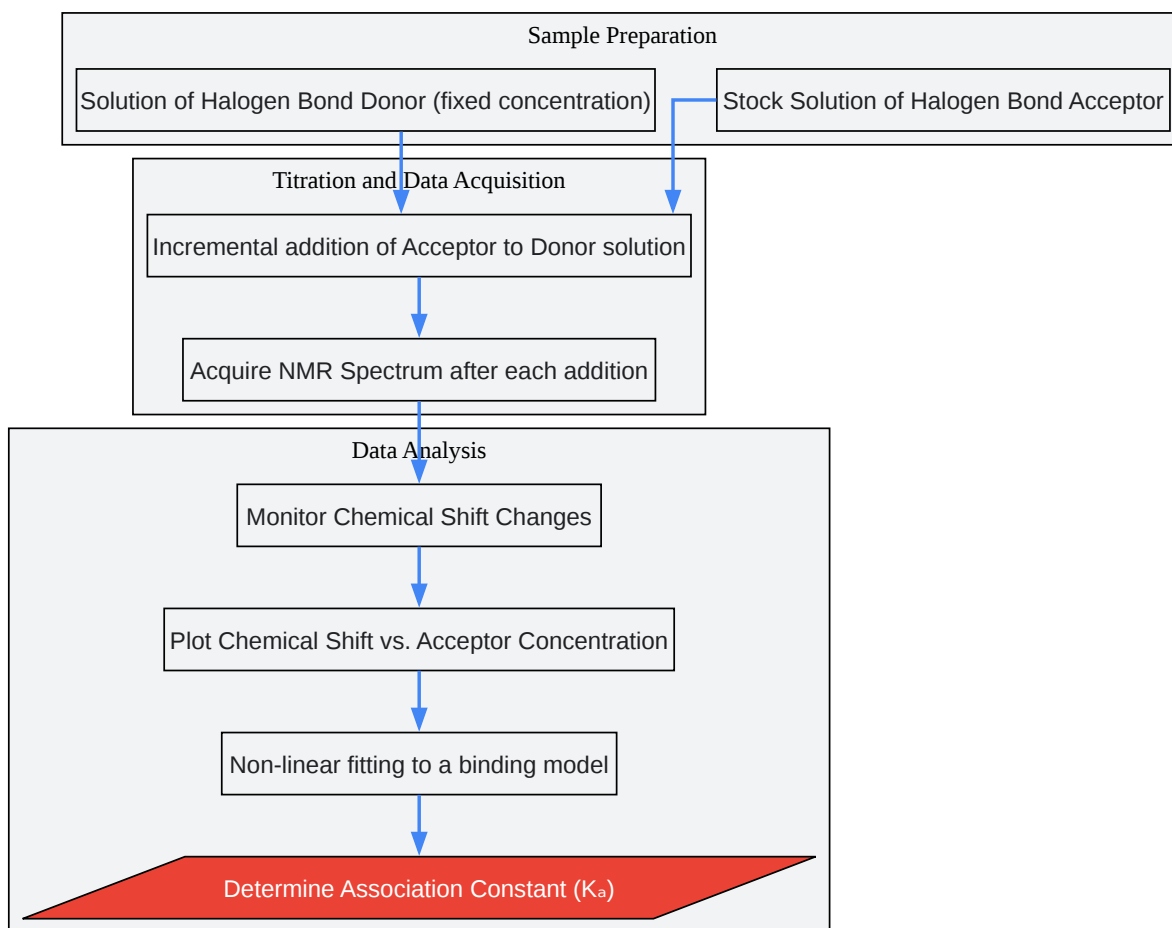 Sample Preparation
Solution of Halogen Bond Donor (fixed concentration)
Stock Solution of Halogen Bond Acceptor
Titration and Data Acquisition
Incremental addition of Acceptor to Donor solution
Acquire NMR Spectrum after each addition
Data Analysis
Monitor Chemical Shift Changes
Plot Chemical Shift vs. Acceptor Concentration
Non-linear fitting to a binding model
Determine Association Constant (Kₐ)